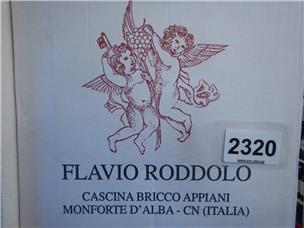 FLAVIO RODDOLO
2320
CASCINA BRICCO APPIANI
MONFORTE D'ALBA - CN (ITALIA)